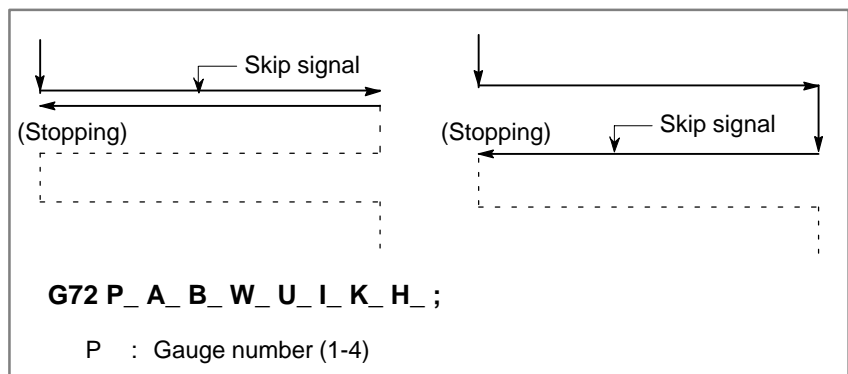 Skip signal
(Stopping)
Skip signal
(Stopping)
G72 P_ A_ B_ W_ U_ I_ K_ H_ ;
P : Gauge number (1-4)